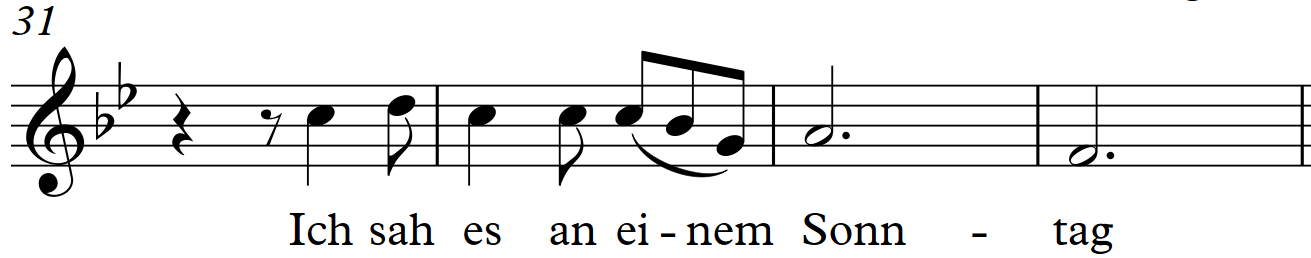 31
Ich sah es an ei - nem Sonn - tag